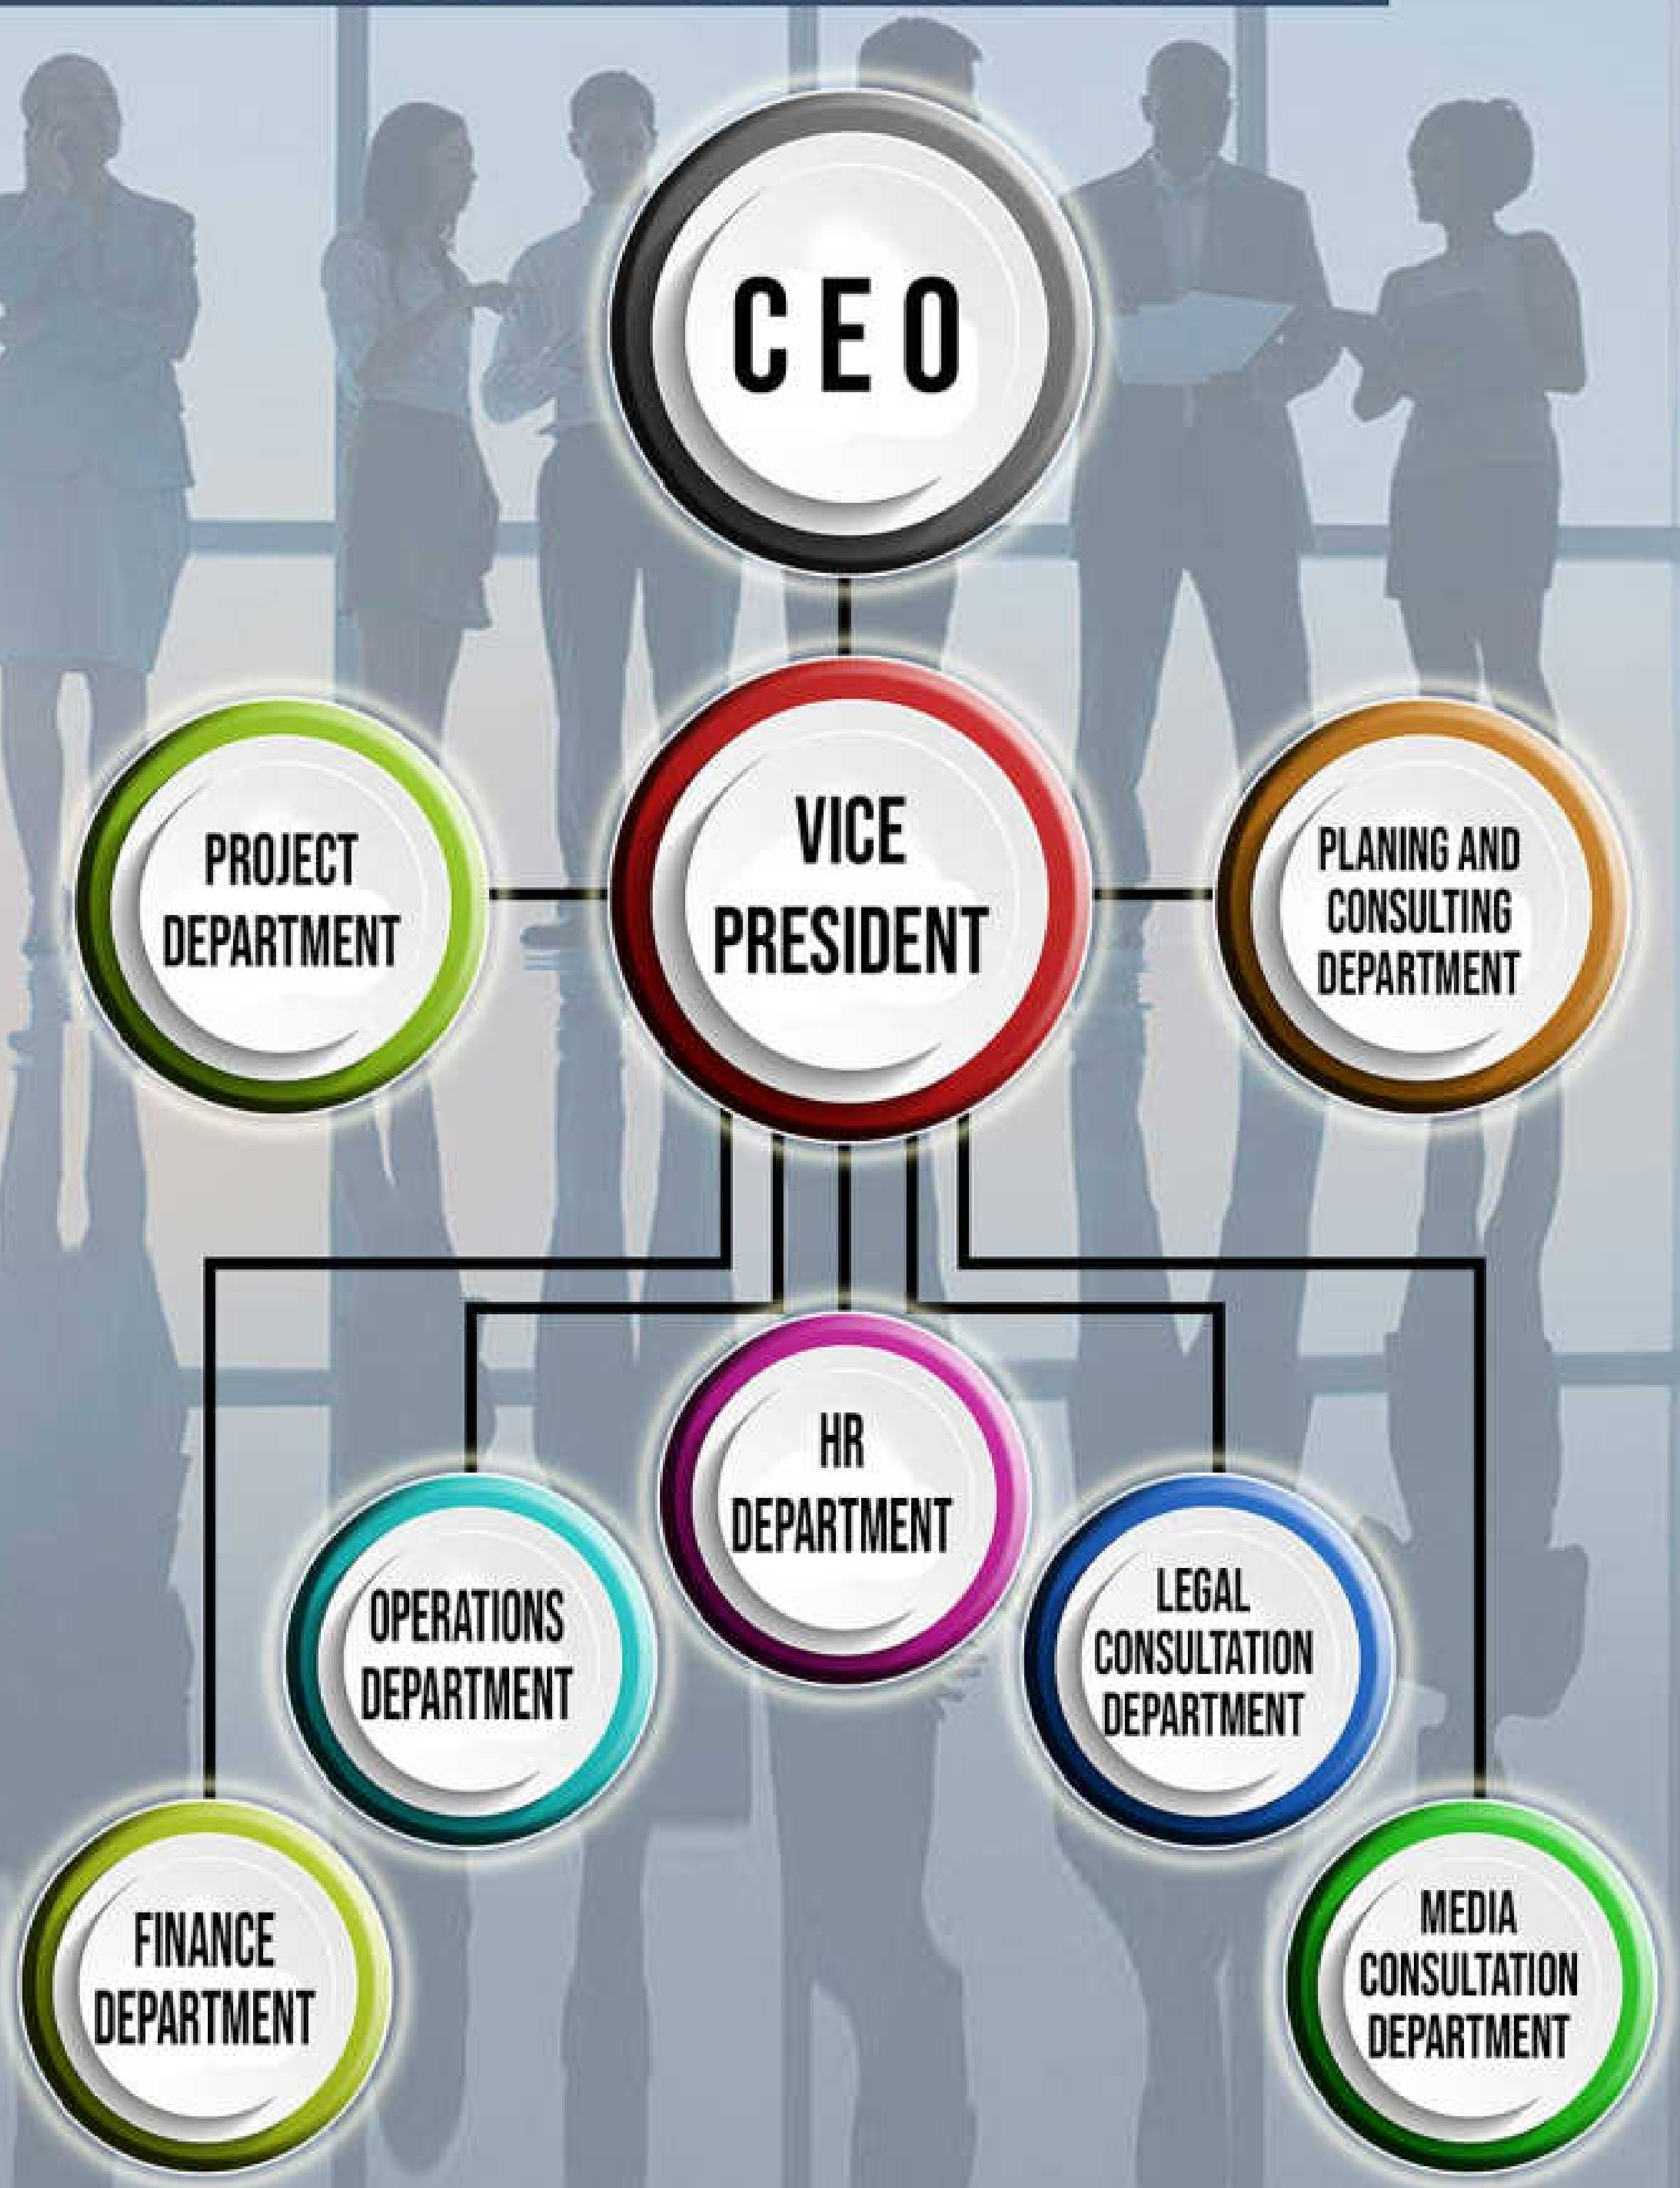 CEO
PROJECT
DEPARTMENT
VICE
PRESIDENT
PLANING AND
CONSULTING
DEPARTMENT
HR
DEPARTMENT
OPERATIONS
DEPARTMENT
LEGAL
CONSULTATION
DEPARTMENT
FINANCE
DEPARTMENT
MEDIA
CONSULTATION
DEPARTMENT